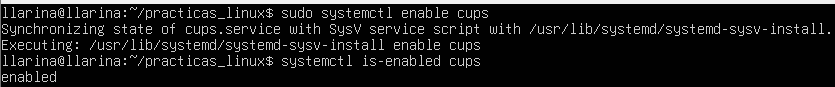 llarina@llarina:~/practicas_linux$ sudo systemctl enable cups
Synchronizing state of cups.service with SysV service script with /usr/lib/systemd/systemd-sysv-install.
Executing: /usr/lib/systemd/systemd-sysv-install enable cups
llarina@llarina:~/practicas_linux$ systemctl is-enabled cups
enabled